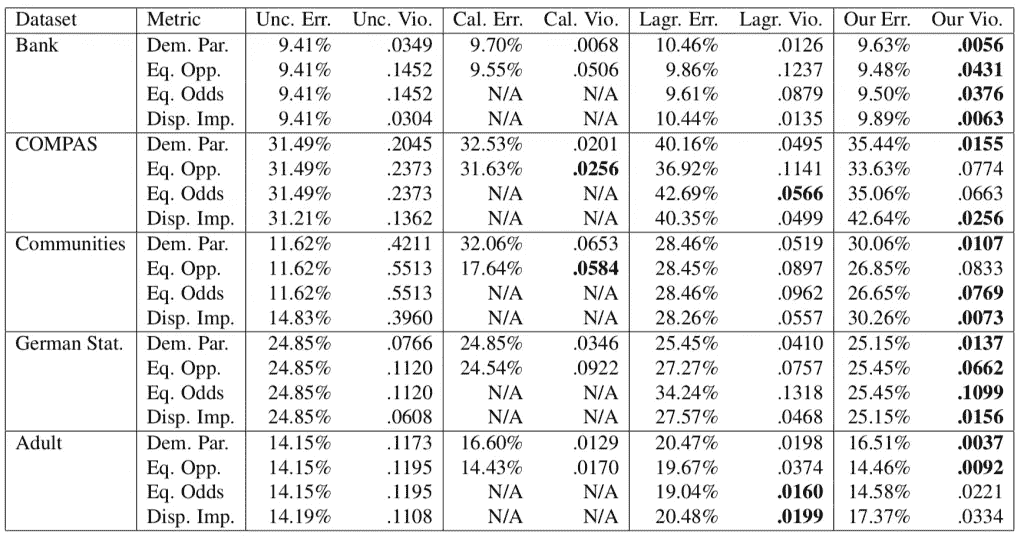 Dataset Metric Unc. Err. Unc. Vio. Cal. Err. Cal. Vio. Lagr. Err. Lagr. Vio. Our Err. Our Vio.
Bank Dem. Par. 9.41% .0349 9.70% .0068 10.46% .0126 9.63% .0056
Eq. Opp. 9.41% .1452 9.55% .0506 9.86% .1237 9.48% .0431
Eq. Odds 9.41% .1452 N/A N/A 9.61% .0879 9.50% .0376
Disp. Imp. 9.41% .0304 N/A N/A 10.44% .0135 9.89% .0063
COMPAS Dem. Par. 31.49% .2045 32.53% .0201 40.16% .0495 35.44% .0155
Eq. Opp. 31.49% .2373 31.63% .0256 36.92% .1141 33.63% .0774
Eq. Odds 31.49% .2373 N/A N/A 42.69% .0566 35.06% .0663
Disp. Imp. 31.21% .1362 N/A N/A 40.35% .0499 42.64% .0256
Communities Dem. Par. 11.62% .4211 32.06% .0653 28.46% .0519 30.06% .0107
Eq. Opp. 11.62% .5513 17.64% .0584 28.45% .0897 26.85% .0833
Eq. Odds 11.62% .5513 N/A N/A 28.46% .0962 26.65% .0769
Disp. Imp. 14.83% .3960 N/A N/A 28.26% .0557 30.26% .0073
German Stat. Dem. Par. 24.85% .0766 24.85% .0346 25.45% .0410 25.15% .0137
Eq. Opp. 24.85% .1120 24.54% .0922 27.27% .0757 25.45% .0662
Eq. Odds 24.85% .1120 N/A N/A 34.24% .1318 25.45% .1099
Disp. Imp. 24.85% .0608 N/A N/A 27.57% .0468 25.15% .0156
Adult Dem. Par. 14.15% .1173 16.60% .0129 20.47% .0198 16.51% .0037
Eq. Opp. 14.15% .1195 14.43% .0170 19.67% .0374 14.46% .0092
Eq. Odds 14.15% .1195 N/A N/A 19.04% .0160 14.58% .0221
Disp. Imp. 14.19% .1108 N/A N/A 20.48% .0199 17.37% .0334